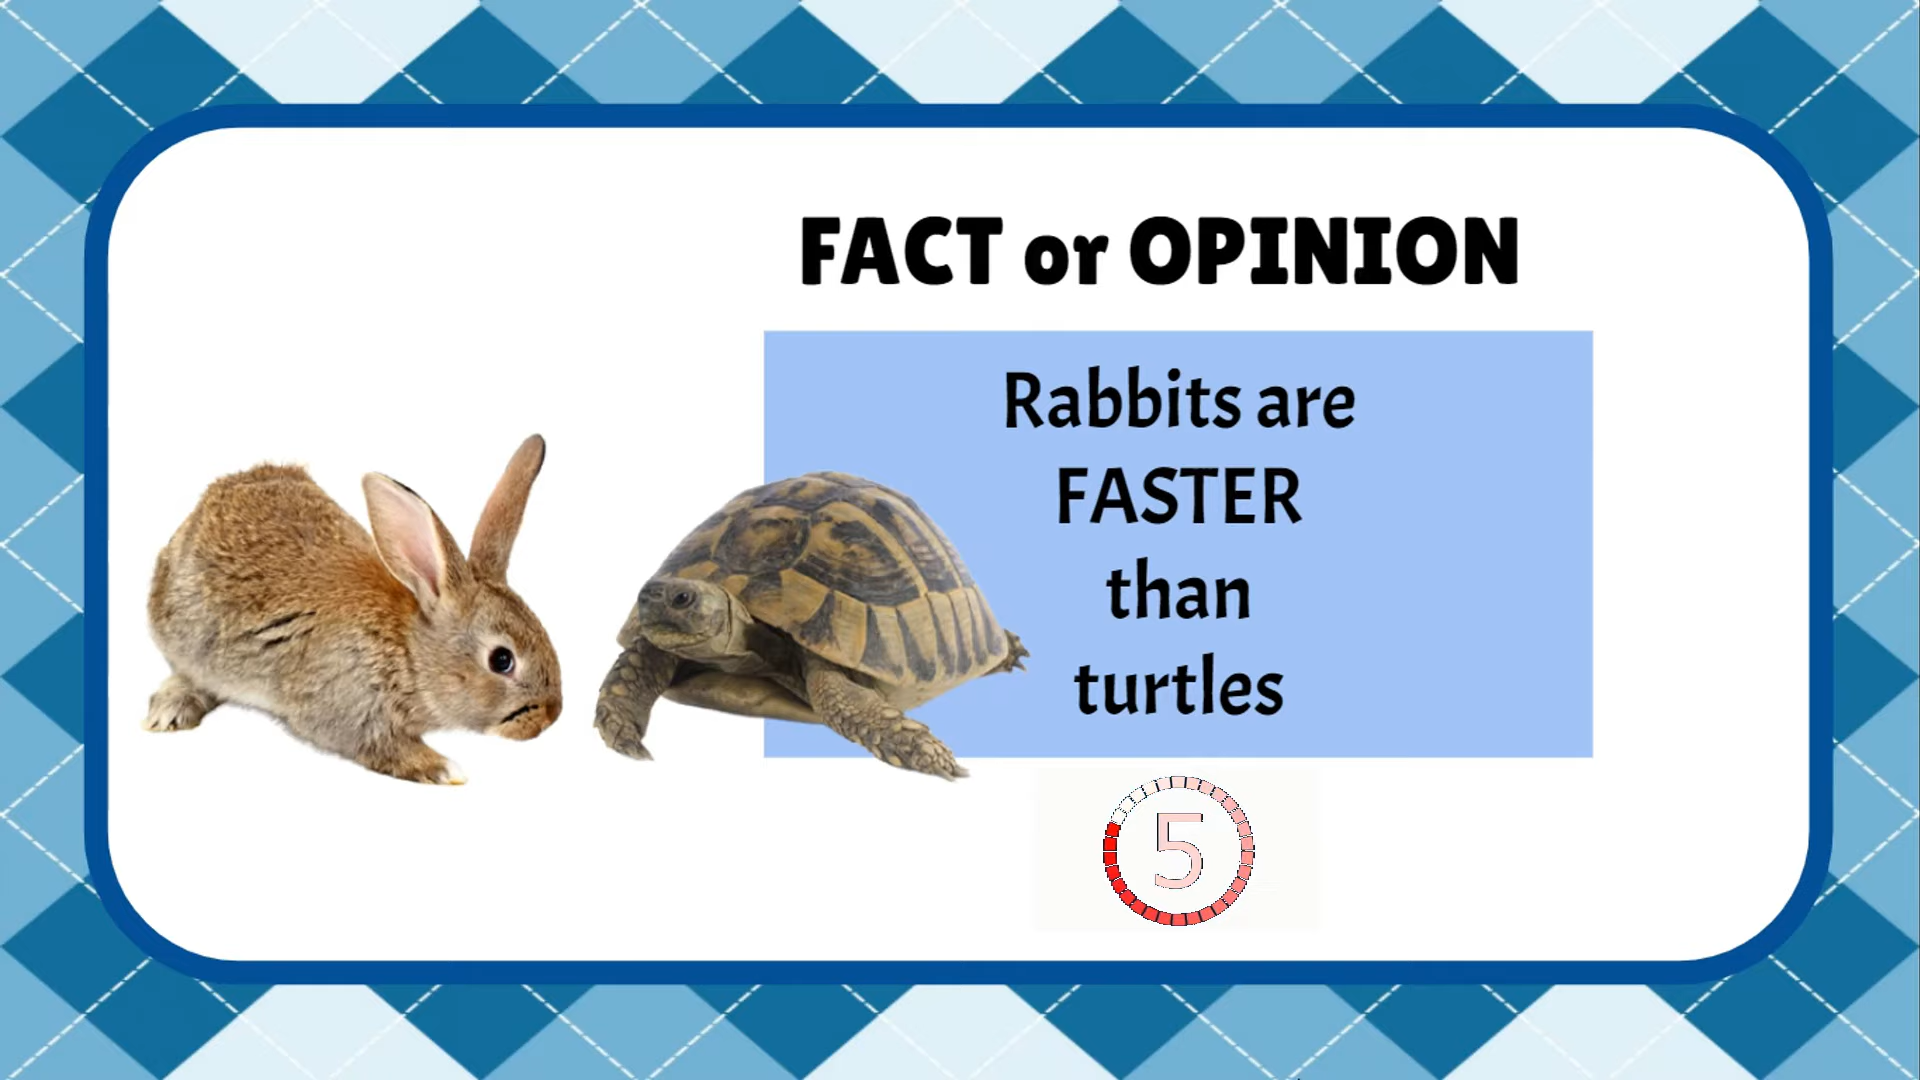 FACT or OPINION
Rabbits are
FASTER
than
turtles
5